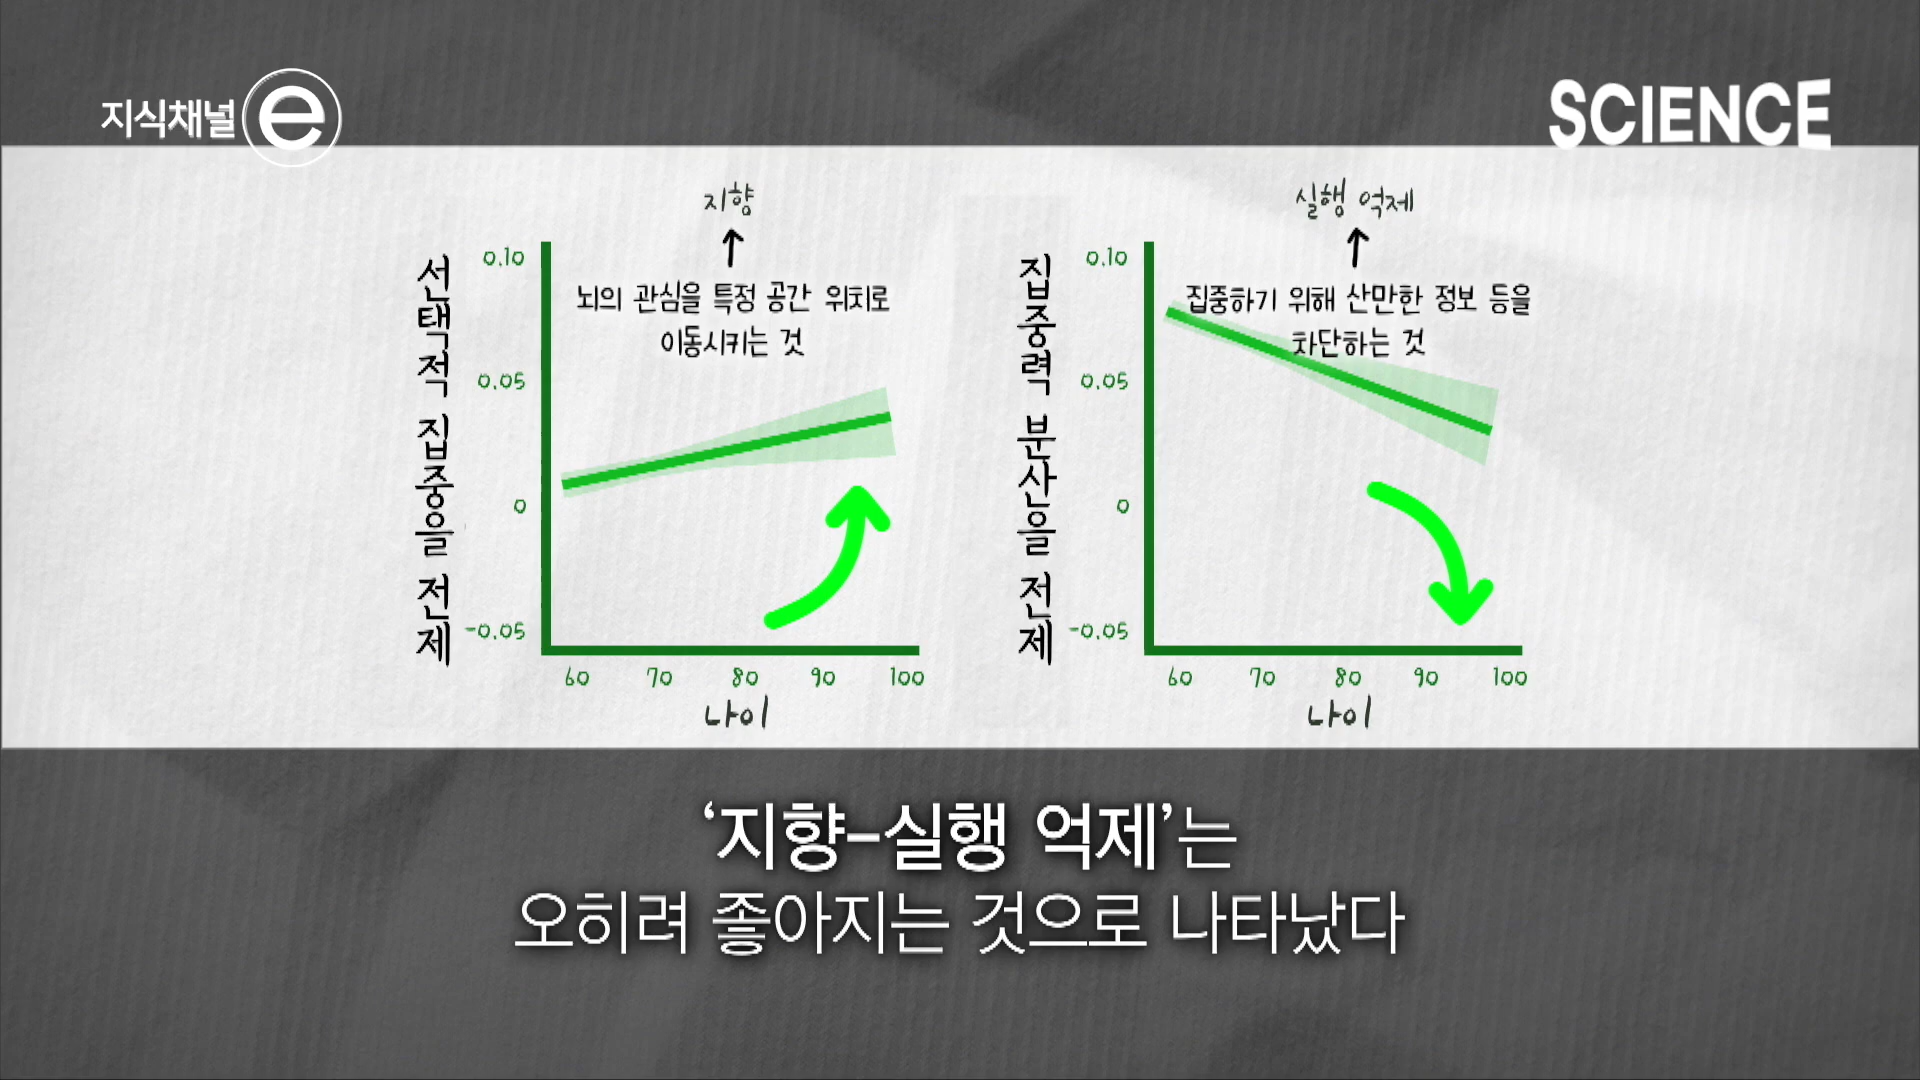 지식채널 e
SCIENCE
지향
뇌의 관심을 특정 공간 위치로
이동시키는 것
선택적 집중을 전제
0.10
0.05
0
-0.05
60 70 80 90 100
나이
실행 억제
집중하기 위해 산만한 정보 등을
차단하는 것
집중력 분산을 전제
0.10
0.05
0
-0.05
60 70 80 90 100
나이
‘지향-실행 억제’는
오히려 좋아지는 것으로 나타났다